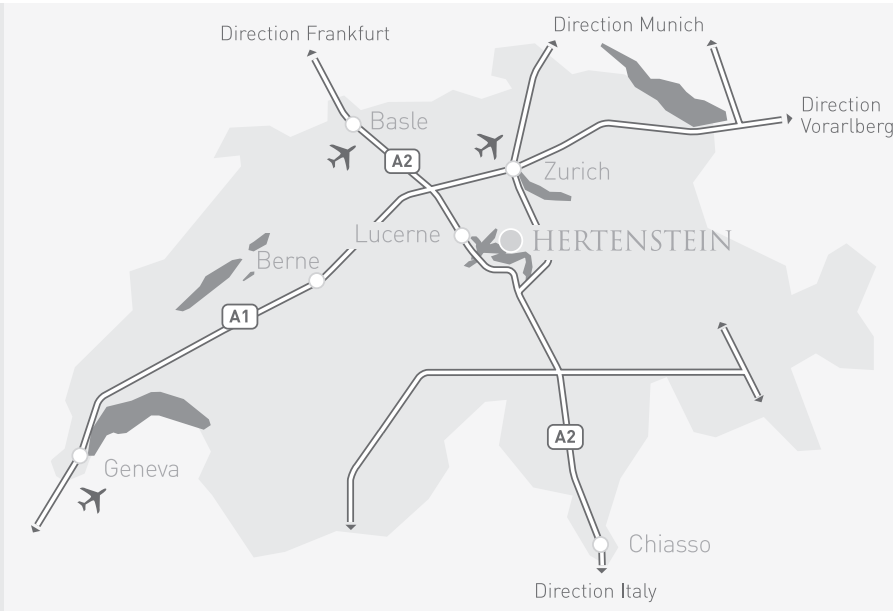 Direction Frankfurt
Direction Munich
Direction
Vorarlberg
Basle
A2
Zurich
Lucerne
HERTENSTEIN
Berne
A1
A2
Geneva
Chiasso
Direction Italy